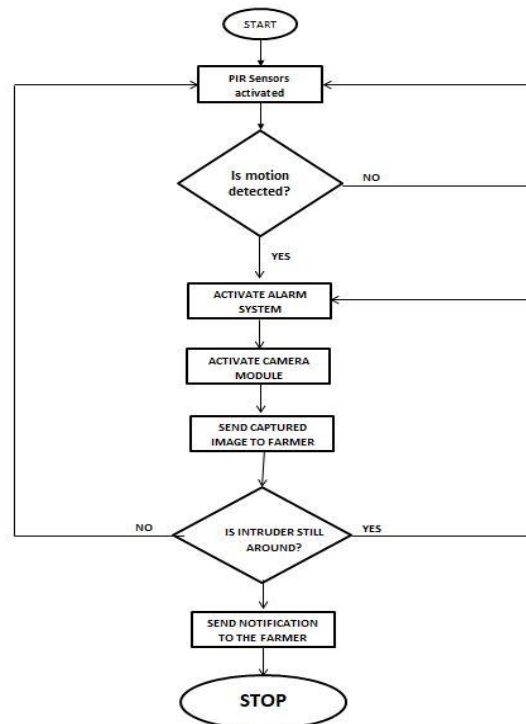 START
PIR Sensors
activated
Is motion
detected?
NO
YES
ACTIVATE ALARM
SYSTEM
ACTIVATE CAMERA
MODULE
SEND CAPTURED
IMAGE TO FARMER
NO
IS INTRUDER STILL
AROUND?
YES
SEND NOTIFICATION
TO THE FARMER
STOP